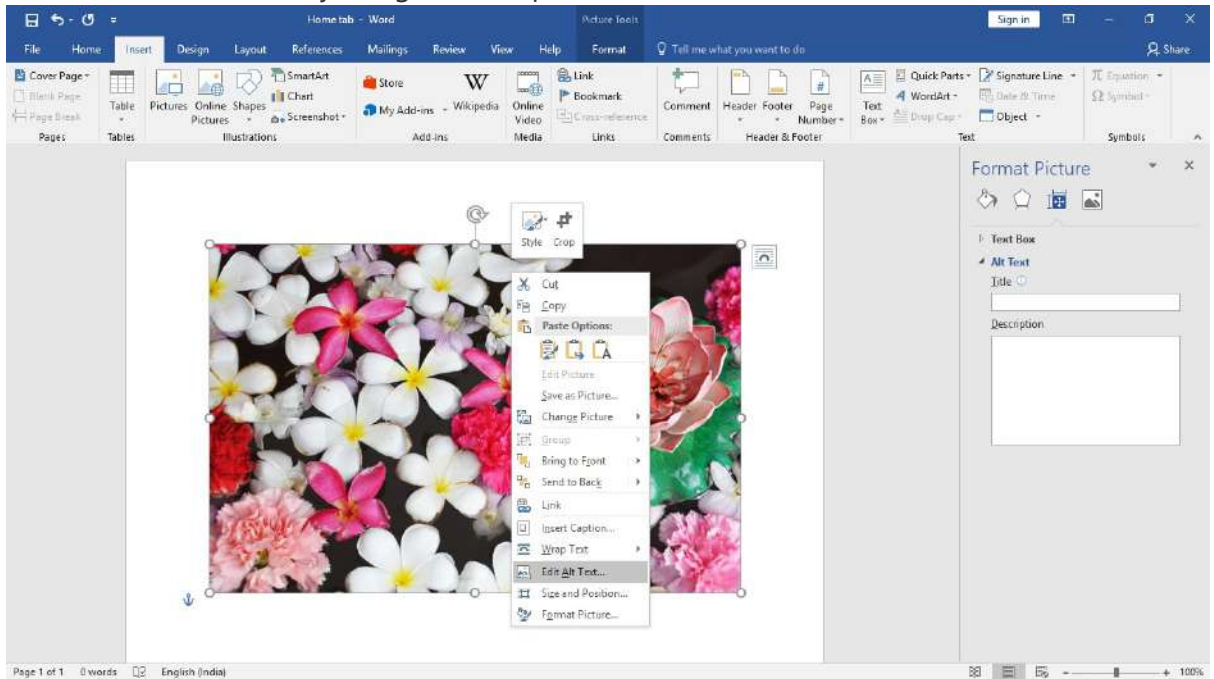 Home tab - Word
Picture Tools
Sign in
File Home Insert Design Layout References Mailings Review View Help Format Tell me what you want to do Share
Cover Page
Blank Page
Page Break
Pages
Table
Tables
Pictures
Online Pictures
Shapes
SmartArt
Chart
Screenshot
Illustrations
Store
My Add-ins
W
Wikipedia
Add-ins
Online Video
Media
Link
Bookmark
Cross-reference
Links
Comment
Comments
Header
Footer
Page Number
Header & Footer
Text Box
Quick Parts
WordArt
Drop Cap
Signature Line
Date & Time
Object
Text
Equation
Symbol
Symbols
Style Crop
Cut
Copy
Paste Options:
Edit Picture
Save as Picture...
Change Picture
Group
Bring to Front
Send to Back
Link
Insert Caption...
Wrap Text
Edit Alt Text...
Size and Position...
Format Picture...
Format Picture
Text Box
Alt Text
Title
Description
Page 1 of 1 0 words English (India) 100%